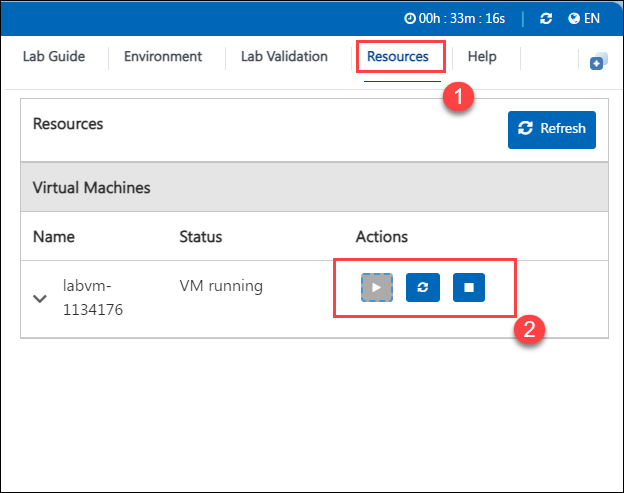 00h : 33m : 16s EN
Lab Guide Environment Lab Validation Resources Help
1
Resources
Refresh
Virtual Machines
Name Status Actions
labvm- VM running
1134176
2